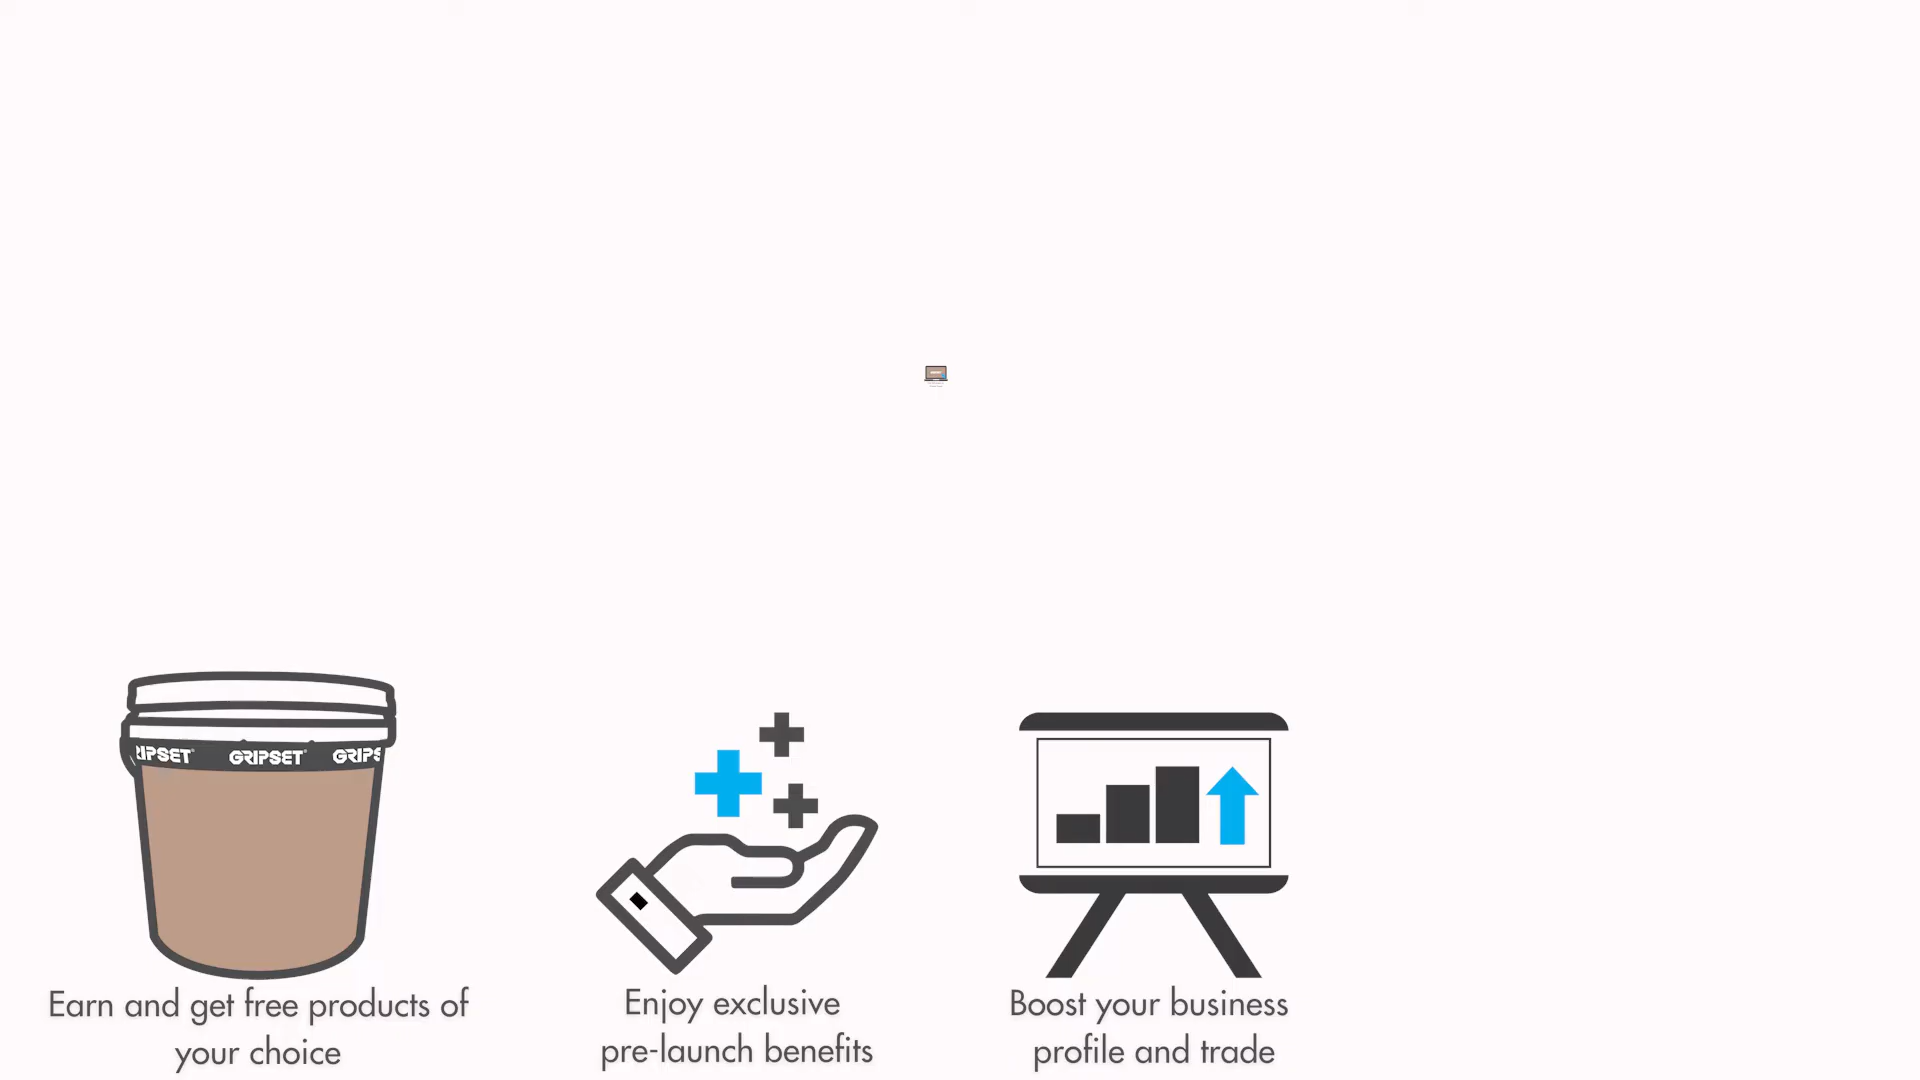 RIPSET GRIPSET GRIPS
Earn and get free products of
your choice
Enjoy exclusive
pre-launch benefits
Boost your business
profile and trade